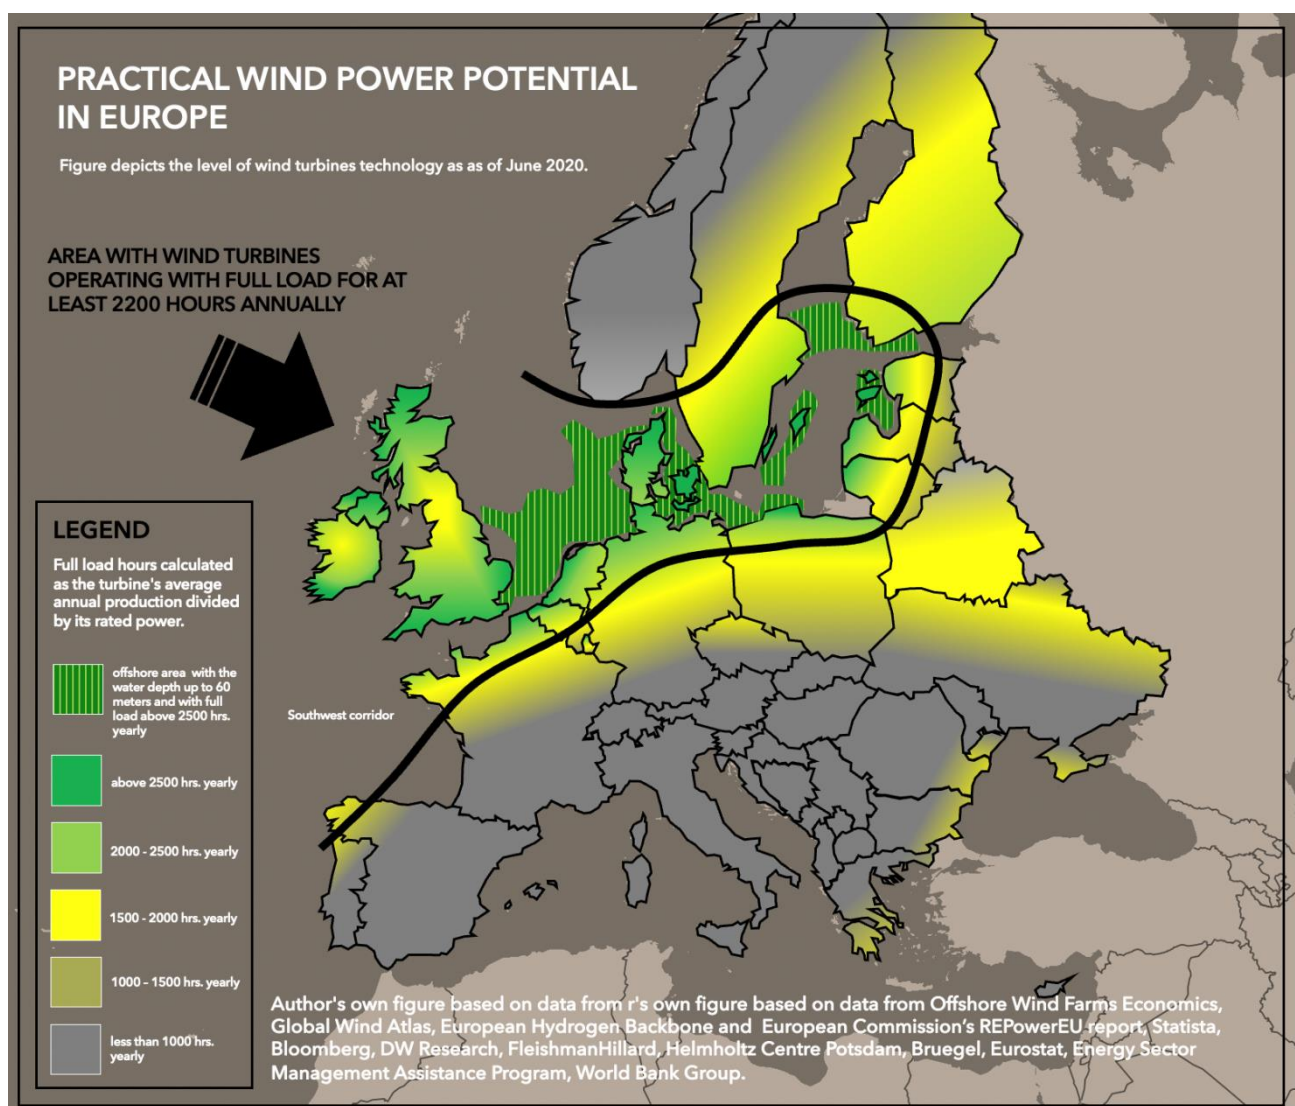 PRACTICAL WIND POWER POTENTIAL
IN EUROPE
Figure depicts the level of wind turbines technology as as of June 2020.
AREA WITH WIND TURBINES
OPERATING WITH FULL LOAD FOR AT
LEAST 2200 HOURS ANNUALLY
LEGEND
Full load hours calculated
as the turbine's average
annual production divided
by its rated power.
offshore area with the
water depth up to 60
meters and with full
load above 2500 hrs.
yearly
above 2500 hrs. yearly
2000 - 2500 hrs. yearly
1500 - 2000 hrs. yearly
1000 - 1500 hrs. yearly
less than 1000 hrs.
yearly
Southwest corridor
Author's own figure based on data from r's own figure based on data from Offshore Wind Farms Economics,
Global Wind Atlas, European Hydrogen Backbone and European Commission's REPowerEU report, Statista,
Bloomberg, DW Research, FleishmanHillard, Helmholtz Centre Potsdam, Bruegel, Eurostat, Energy Sector
Management Assistance Program, World Bank Group.